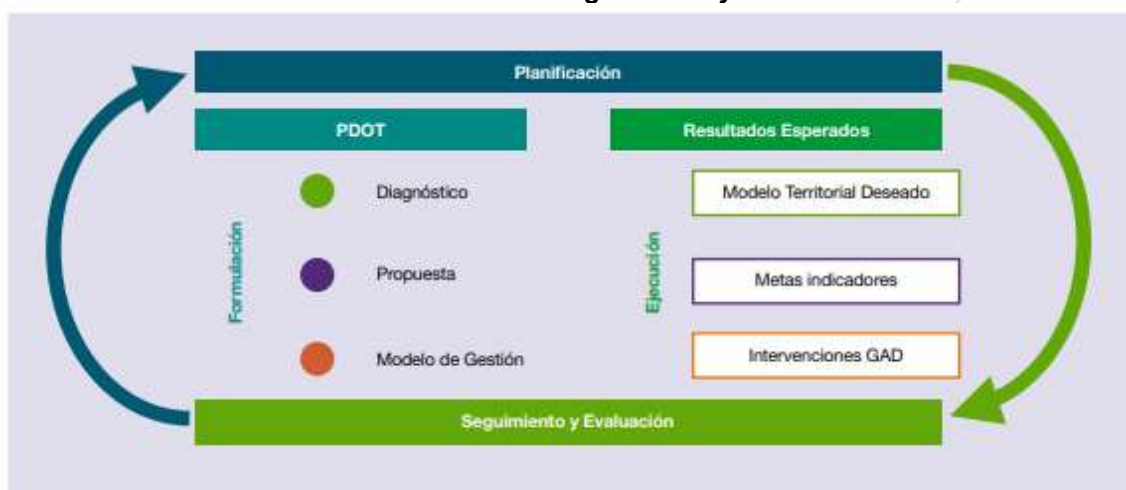 Planificación
PDOT
Resultados Esperados
Formulación
Diagnóstico
Propuesta
Modelo de Gestión
Ejecución
Modelo Territorial Deseado
Metas indicadores
Intervenciones GAD
Seguimiento y Evaluación